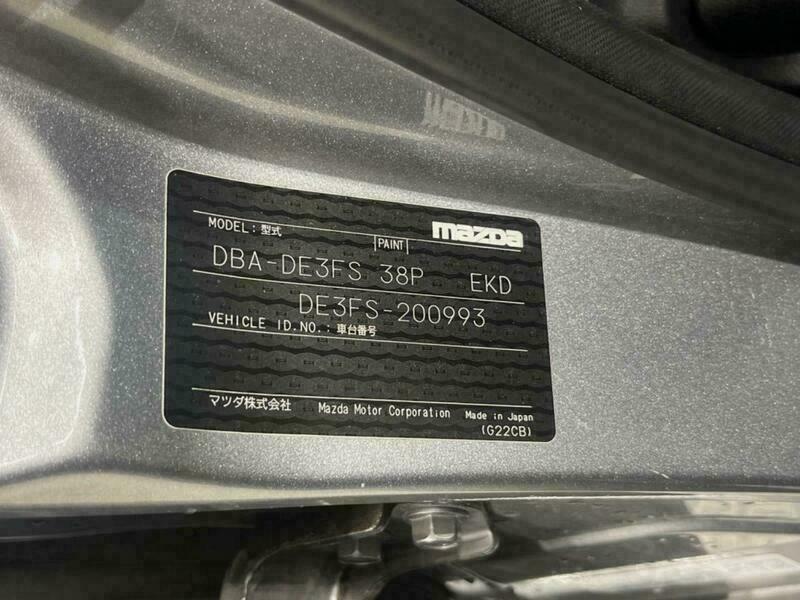 mazda
MODEL:型式 PAINT
DBA-DE3FS 38P EKD
DE3FS-200993
VEHICLE ID.NO.:車台番号
マツダ株式会社 Mazda Motor Corporation Made in Japan
(G22CB)